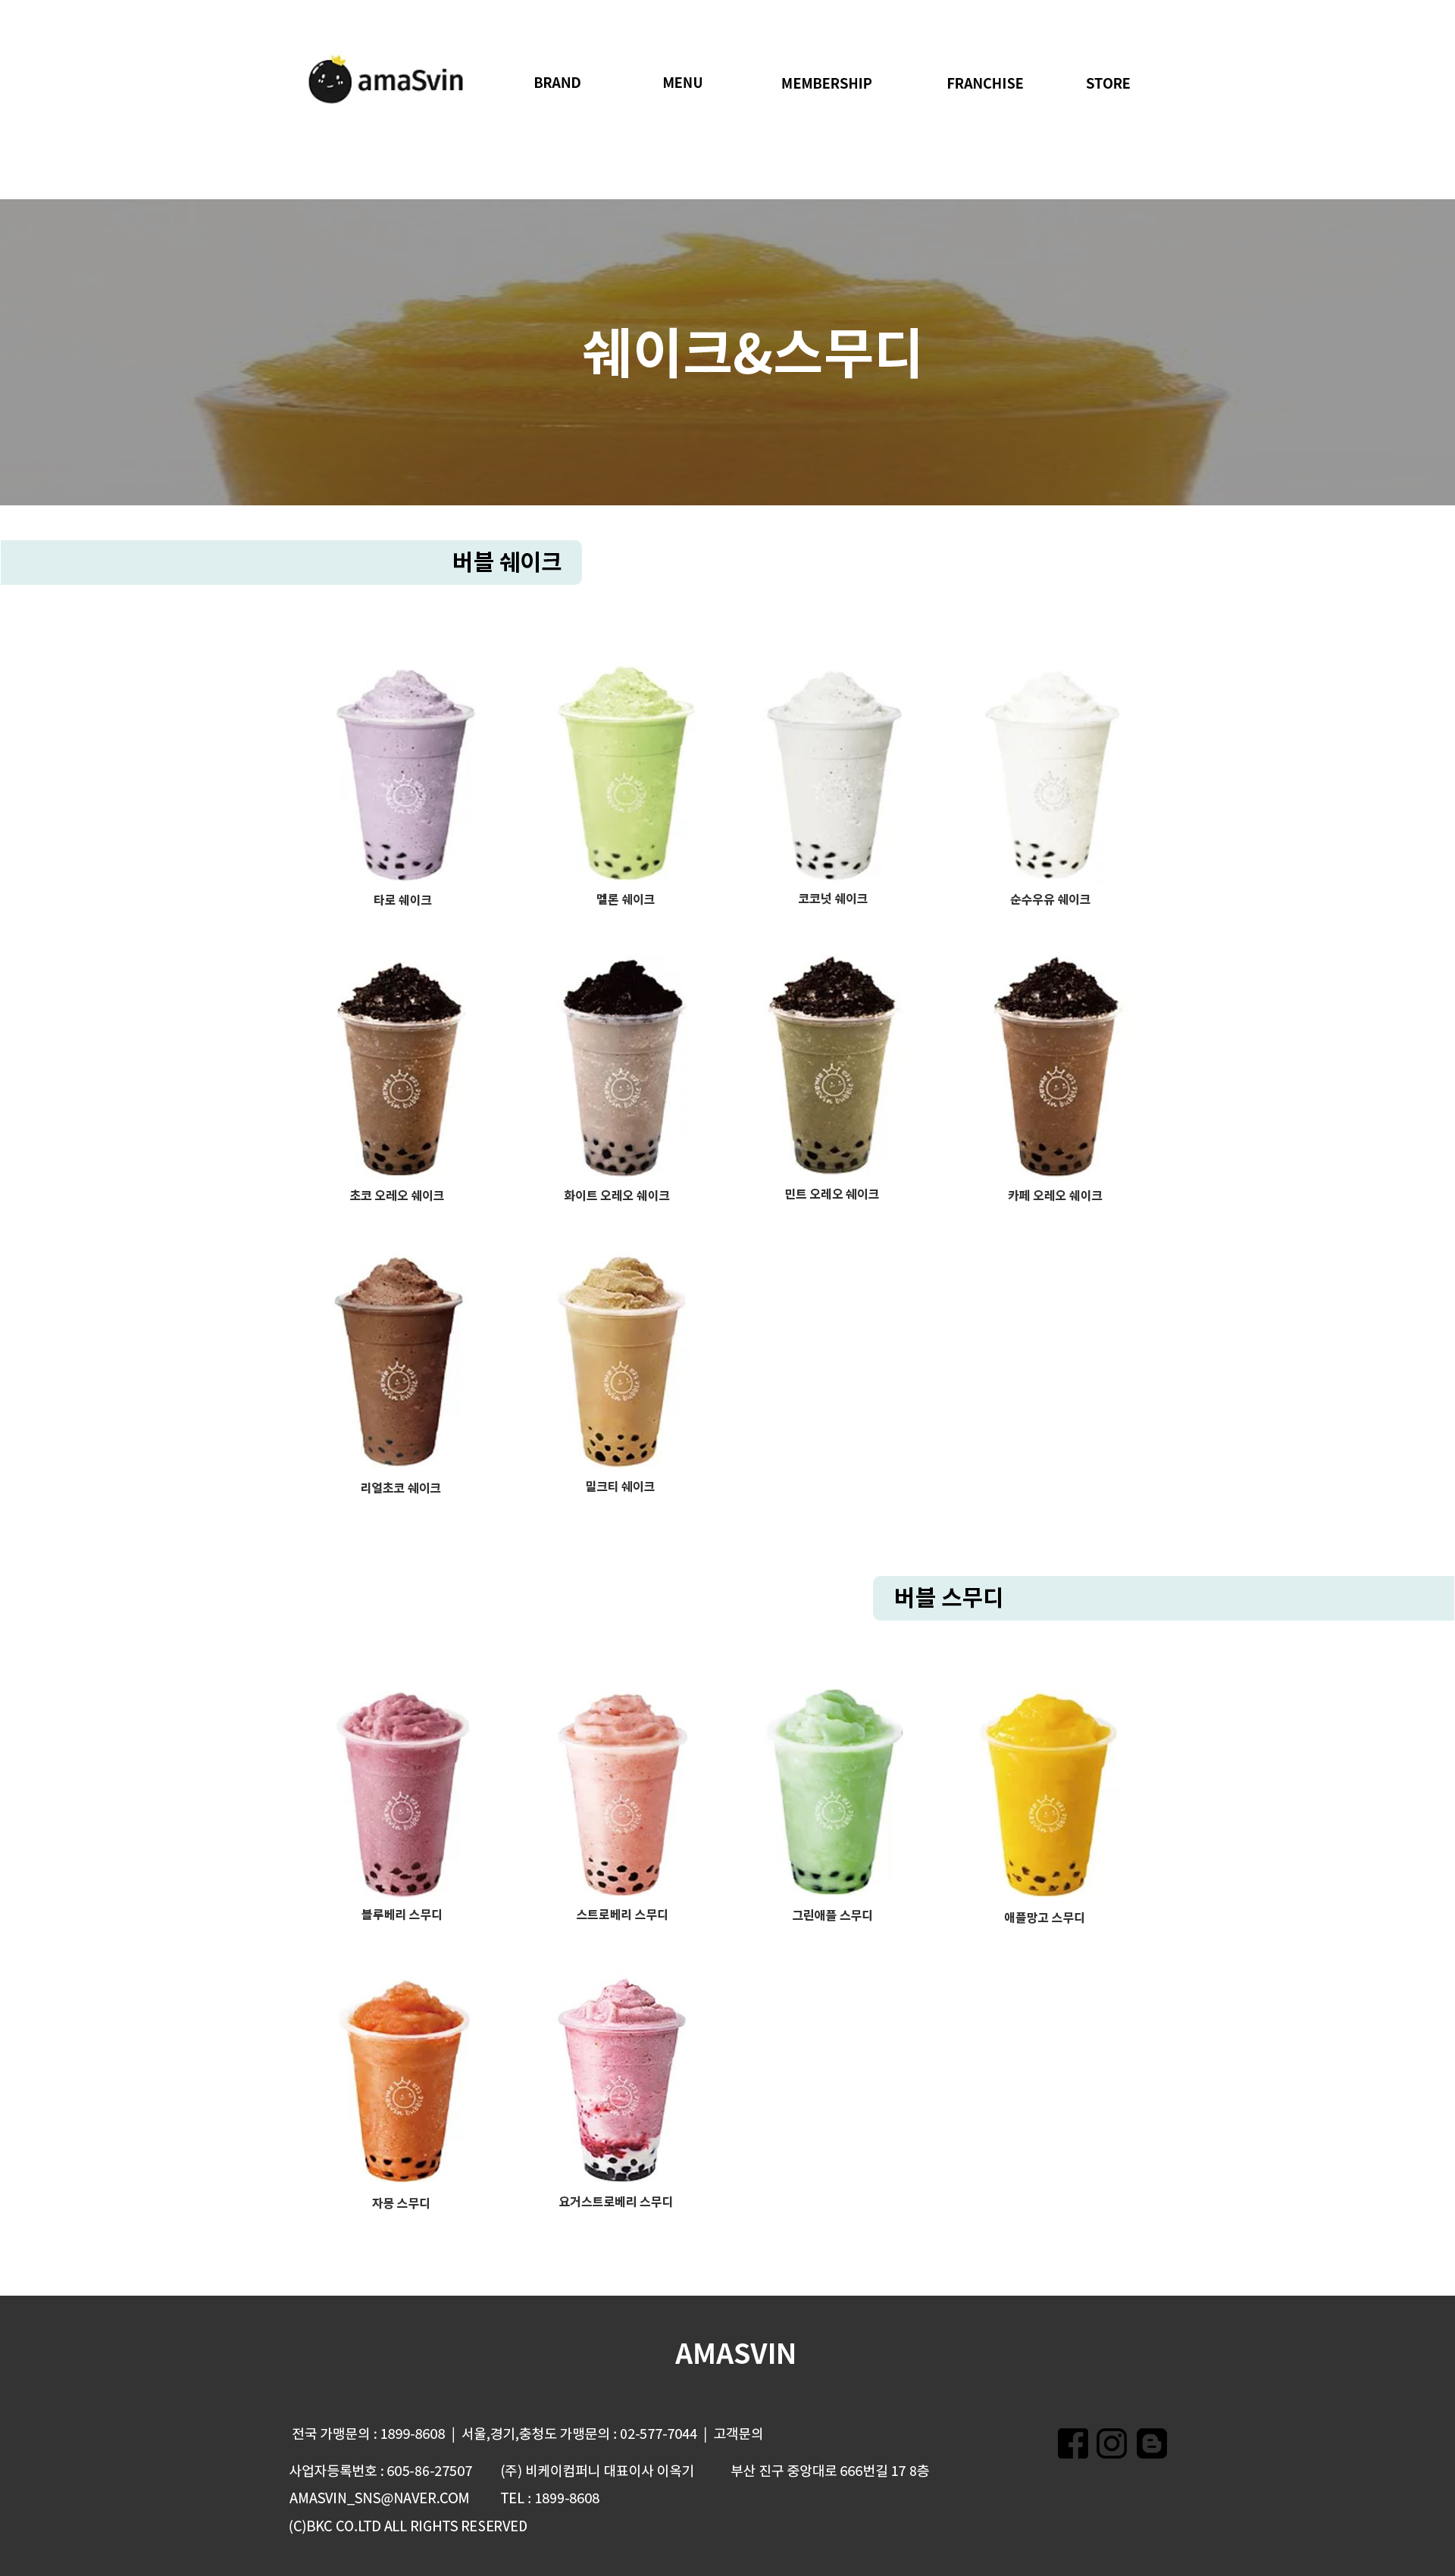 amaSvin
BRAND MENU MEMBERSHIP FRANCHISE STORE
쉐이크&스무디
버블 쉐이크
타로 쉐이크 멜론 쉐이크 코코넛 쉐이크 순수우유 쉐이크
초코 오레오 쉐이크 화이트 오레오 쉐이크 민트 오레오 쉐이크 카페 오레오 쉐이크
리얼초코 쉐이크 밀크티 쉐이크
버블 스무디
블루베리 스무디 스트로베리 스무디 그린애플 스무디 애플망고 스무디
자몽 스무디 요거스트로베리 스무디
AMASVIN
전국 가맹문의 : 1899-8608 | 서울,경기,충청도 가맹문의 : 02-577-7044 | 고객문의
사업자등록번호 : 605-86-27507 (주) 비케이컴퍼니 대표이사 이옥기 부산 진구 중앙대로 666번길 17 8층
AMASVIN_SNS@NAVER.COM TEL : 1899-8608
(C)BKC CO.LTD ALL RIGHTS RESERVED